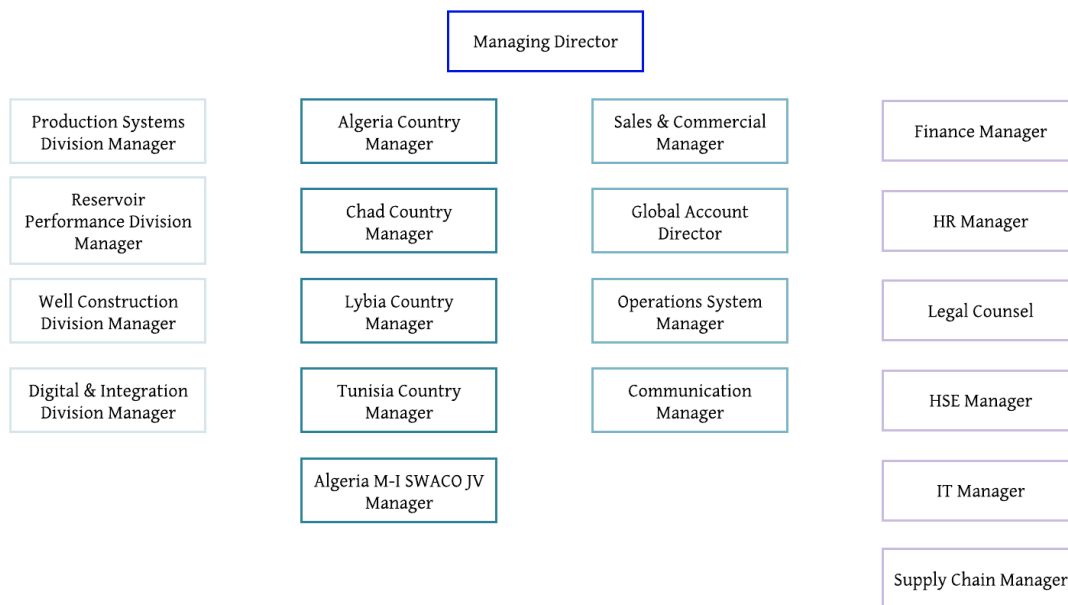 Managing Director
Production Systems
Division Manager
Reservoir
Performance Division
Manager
Well Construction
Division Manager
Digital & Integration
Division Manager
Algeria Country
Manager
Chad Country
Manager
Lybia Country
Manager
Tunisia Country
Manager
Algeria M-I SWACO JV
Manager
Sales & Commercial
Manager
Global Account
Director
Operations System
Manager
Communication
Manager
Finance Manager
HR Manager
Legal Counsel
HSE Manager
IT Manager
Supply Chain Manager